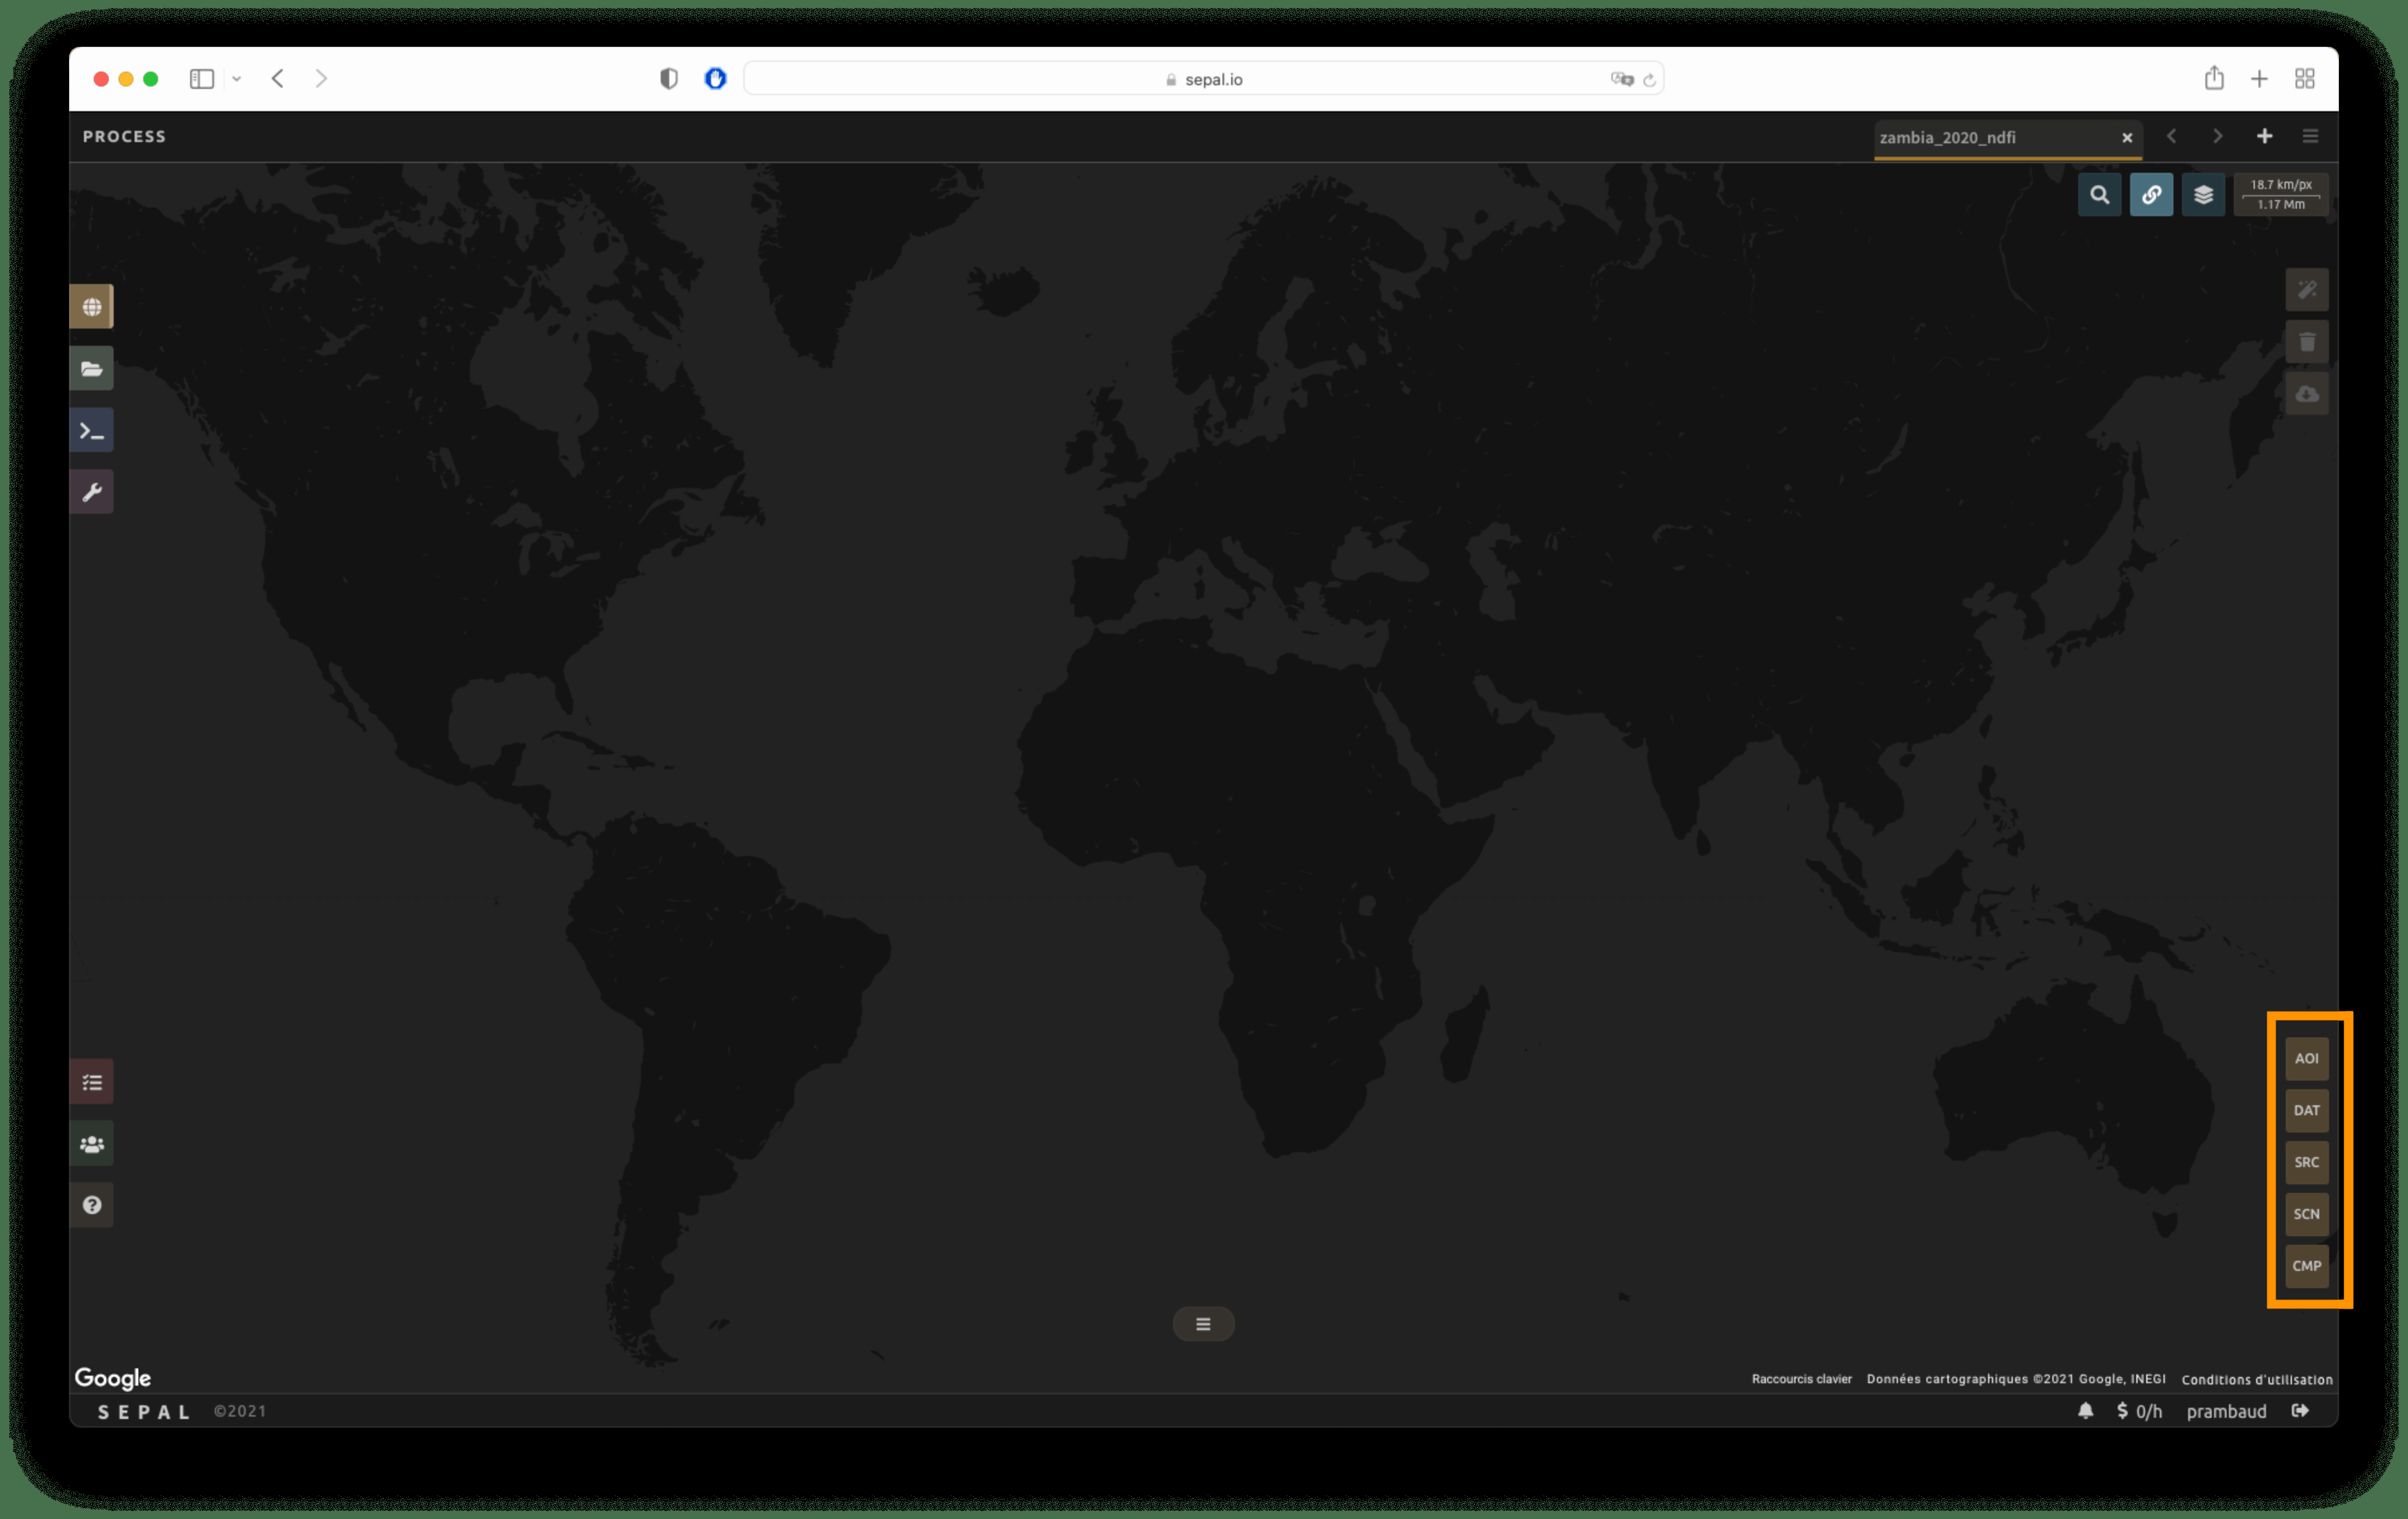 sepal.io
PROCESS
zambia_2020_ndfi
18.7 km/px
1.17 Mm
AOI
DAT
SRC
SCN
CMP
Google
Raccourcis clavier Données cartographiques ©2021 Google, INEGI Conditions d'utilisation
SEPAL ©2021
$ 0/h prambaud